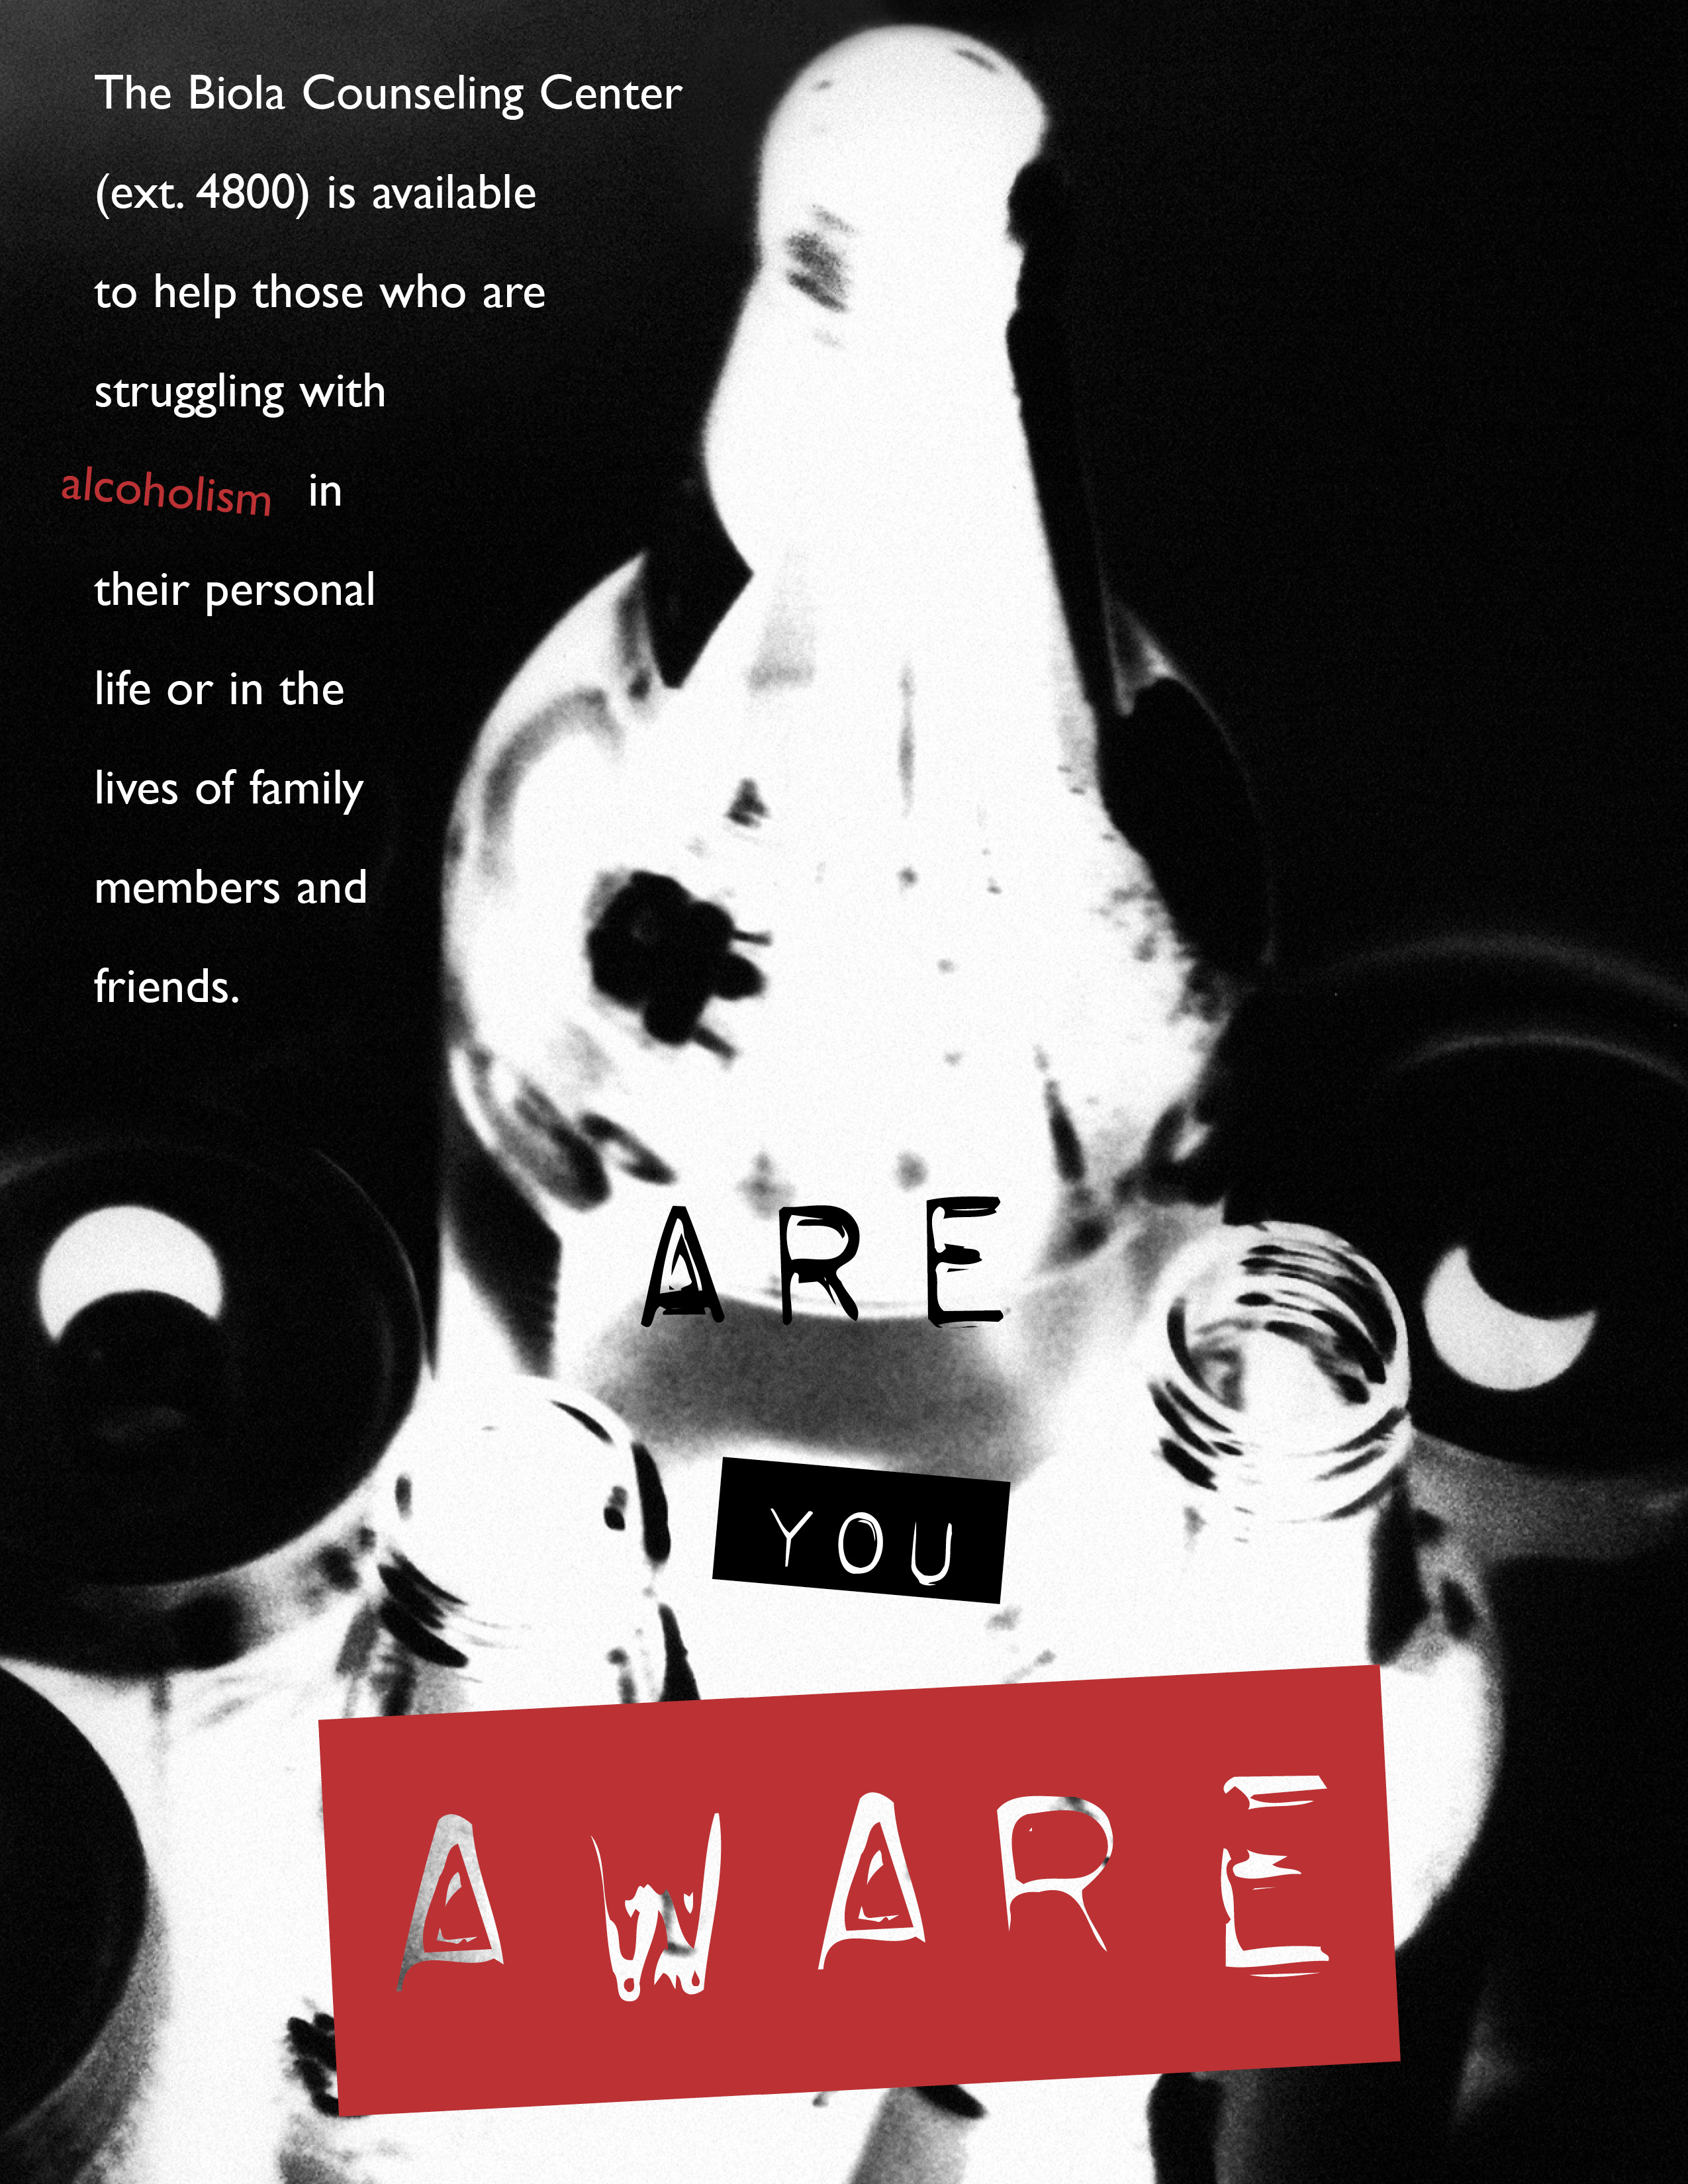 The Biola Counseling Center
(ext. 4800) is available
to help those who are
struggling with
alcoholism in
their personal
life or in the
lives of family
members and
friends.
ARE
YOU
AWARE